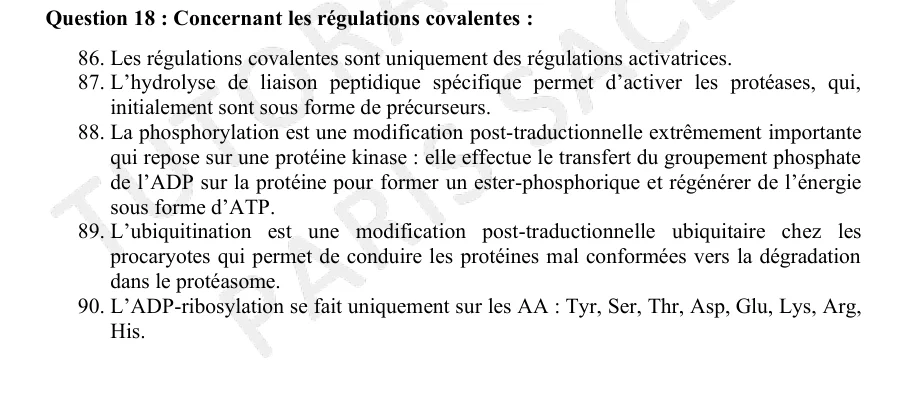 Question 18 : Concernant les régulations covalentes :
86. Les régulations covalentes sont uniquement des régulations activatrices.
87. L’hydrolyse de liaison peptidique spécifique permet d’activer les protéases, qui,
initialement sont sous forme de précurseurs.
88. La phosphorylation est une modification post-traductionnelle extrêmement importante
qui repose sur une protéine kinase : elle effectue le transfert du groupement phosphate
de l’ADP sur la protéine pour former un ester-phosphorique et régénérer de l’énergie
sous forme d’ATP.
89. L’ubiquitination est une modification post-traductionnelle ubiquitaire chez les
procaryotes qui permet de conduire les protéines mal conformées vers la dégradation
dans le protéasome.
90. L’ADP-ribosylation se fait uniquement sur les AA : Tyr, Ser, Thr, Asp, Glu, Lys, Arg,
His.
TUTORA
PARIS SACL